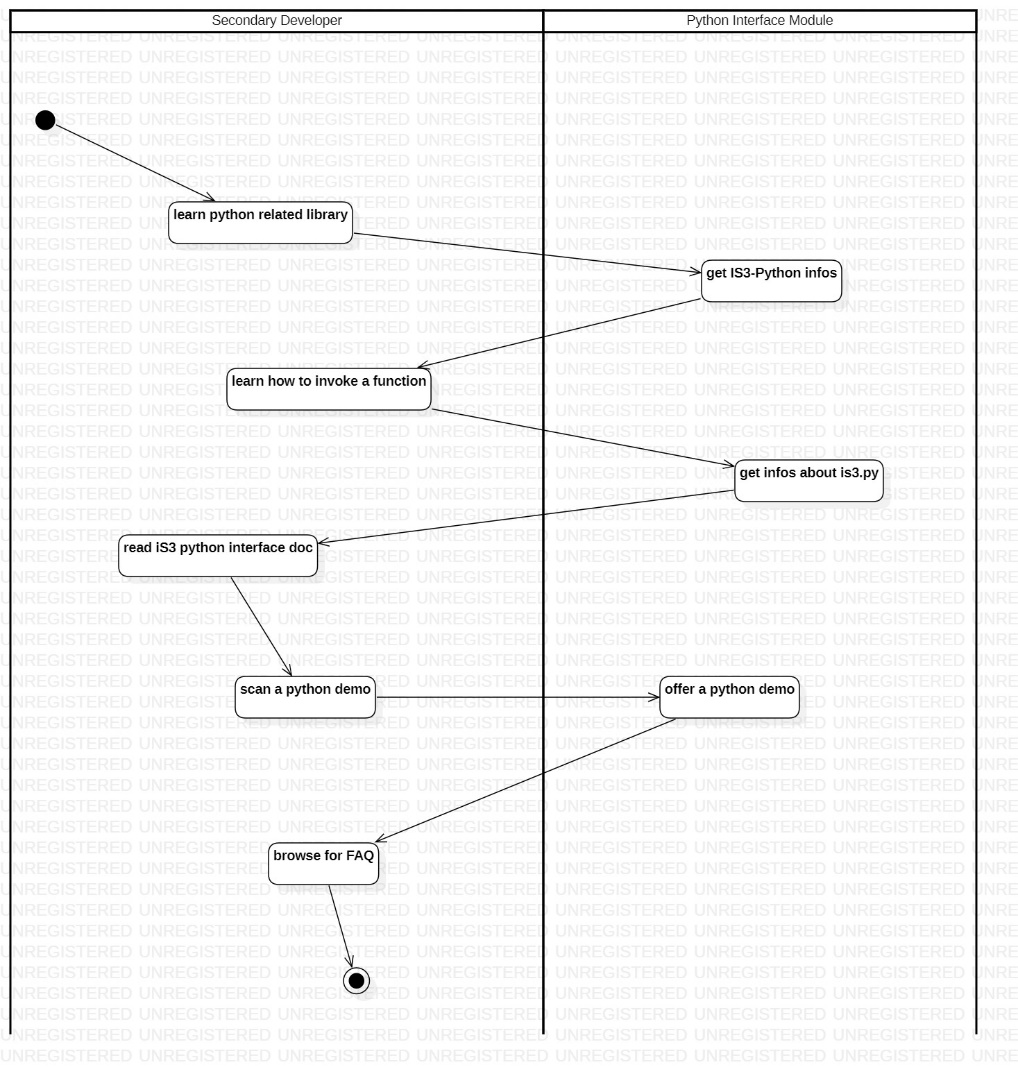 Secondary Developer
Python Interface Module
learn python related library
get IS3-Python infos
learn how to invoke a function
get infos about is3.py
read iS3 python interface doc
scan a python demo
offer a python demo
browse for FAQ
UNREGISTERED